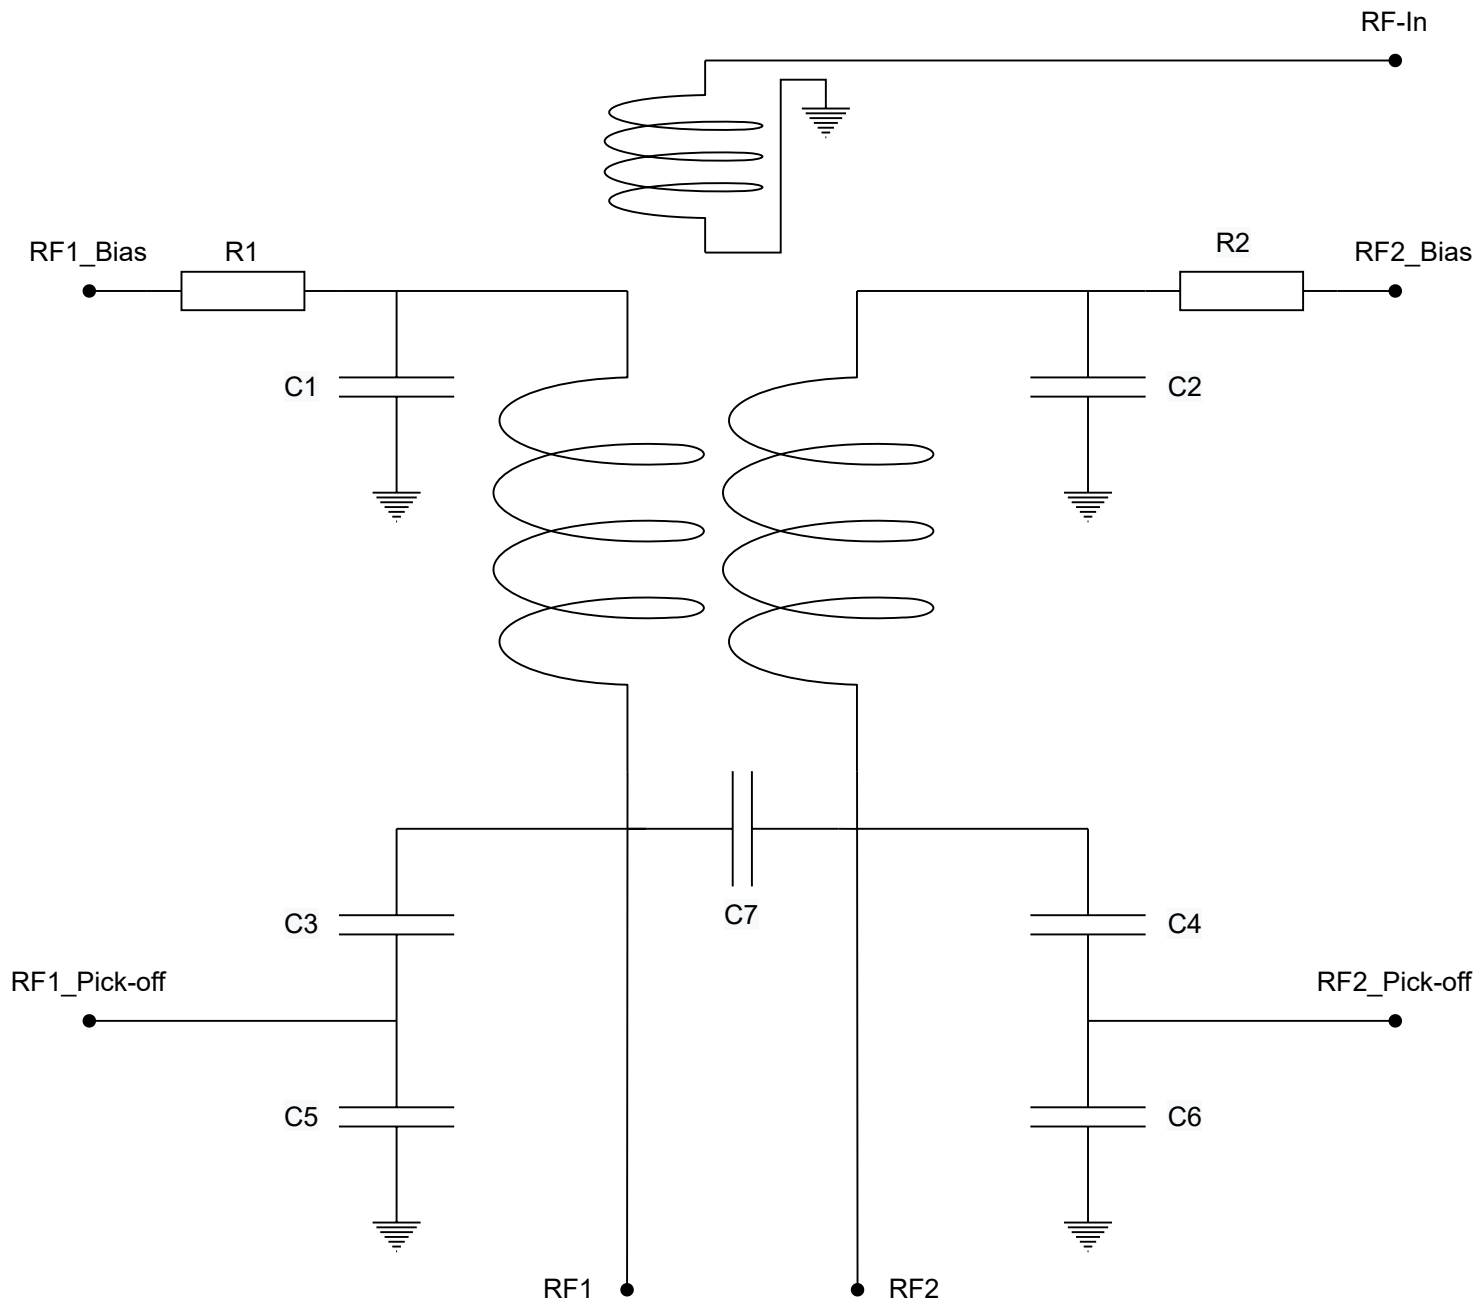 RF-In
RF1_Bias
R1
R2
RF2_Bias
C1
C2
C3
C7
C4
RF1_Pick-off
RF2_Pick-off
C5
C6
RF1
RF2